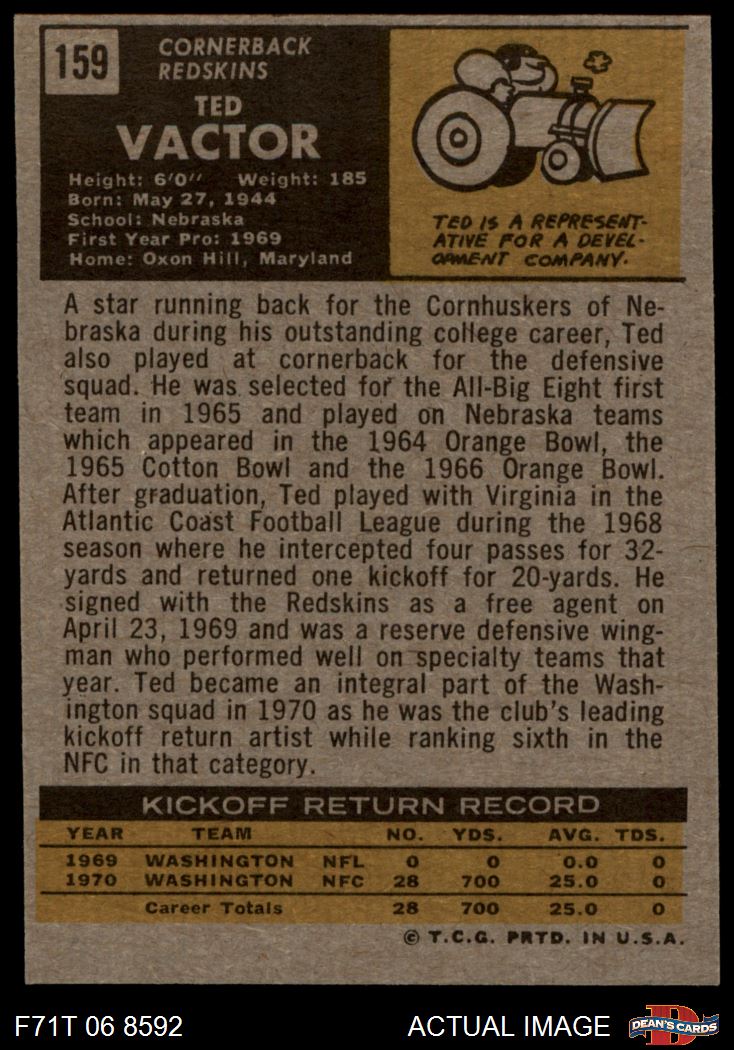 159
CORNERBACK
REDSKINS
TED
VACTOR
Height: 6'0" Weight: 185
Born: May 27, 1944
School: Nebraska
First Year Pro: 1969
Home: Oxon Hill, Maryland
TED IS A REPRESENT-
ATIVE FOR A DEVEL-
OPMENT COMPANY.
A star running back for the Cornhuskers of Ne-
braska during his outstanding college career, Ted
also played at cornerback for the defensive
squad. He was selected for the All-Big Eight first
team in 1965 and played on Nebraska teams
which appeared in the 1964 Orange Bowl, the
1965 Cotton Bowl and the 1966 Orange Bowl.
After graduation, Ted played with Virginia in the
Atlantic Coast Football League during the 1968
season where he intercepted four passes for 32-
yards and returned one kickoff for 20-yards. He
signed with the Redskins as a free agent on
April 23, 1969 and was a reserve defensive wing-
man who performed well on specialty teams that
year. Ted became an integral part of the Wash-
ington squad in 1970 as he was the club's leading
kickoff return artist while ranking sixth in the
NFC in that category.
KICKOFF RETURN RECORD
YEAR TEAM NO. YDS. AVG. TDS.
1969 WASHINGTON NFL 0 0 0.0 0
1970 WASHINGTON NFC 28 700 25.0 0
Career Totals 28 700 25.0 0
© T.C.G. PRTD. IN U.S.A.
F71T 06 8592 ACTUAL IMAGE D DEAN'S CARDS